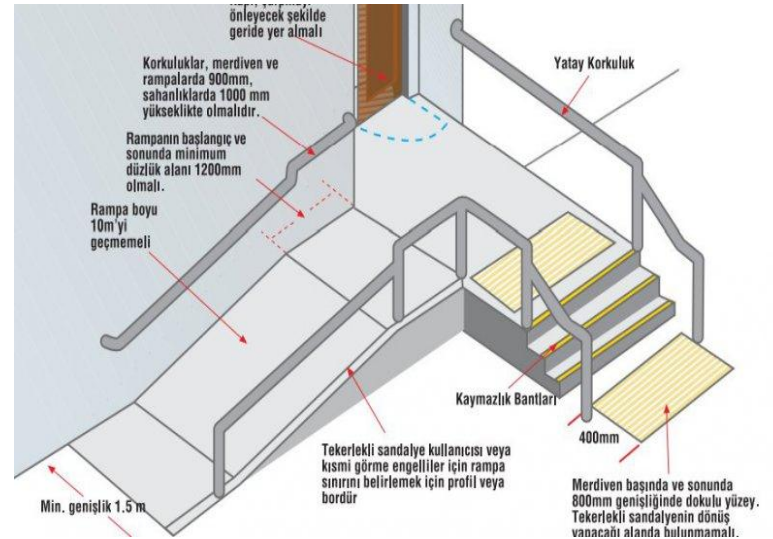 önleyecek şekilde
geride yer almalı
Korkuluklar, merdiven ve
rampalarda 900mm,
sahanlıklarda 1000 mm
yükseklikte olmalıdır.
Rampanın başlangıç ve
sonunda minimum
düzlük alanı 1200mm
olmalı.
Rampa boyu
10m'yi
geçmemeli
Yatay Korkuluk
Kaymazlık Bantları
400mm
Tekerlekli sandalye kullanıcısı veya
kısmi görme engelliler için rampa
sınırını belirlemek için profil veya
bordür
Min. genişlik 1.5 m
Merdiven başında ve sonunda
800mm genişliğinde dokulu yüzey.
Tekerlekli sandalyenin dönüş
yapacağı alanda bulunmamalı.